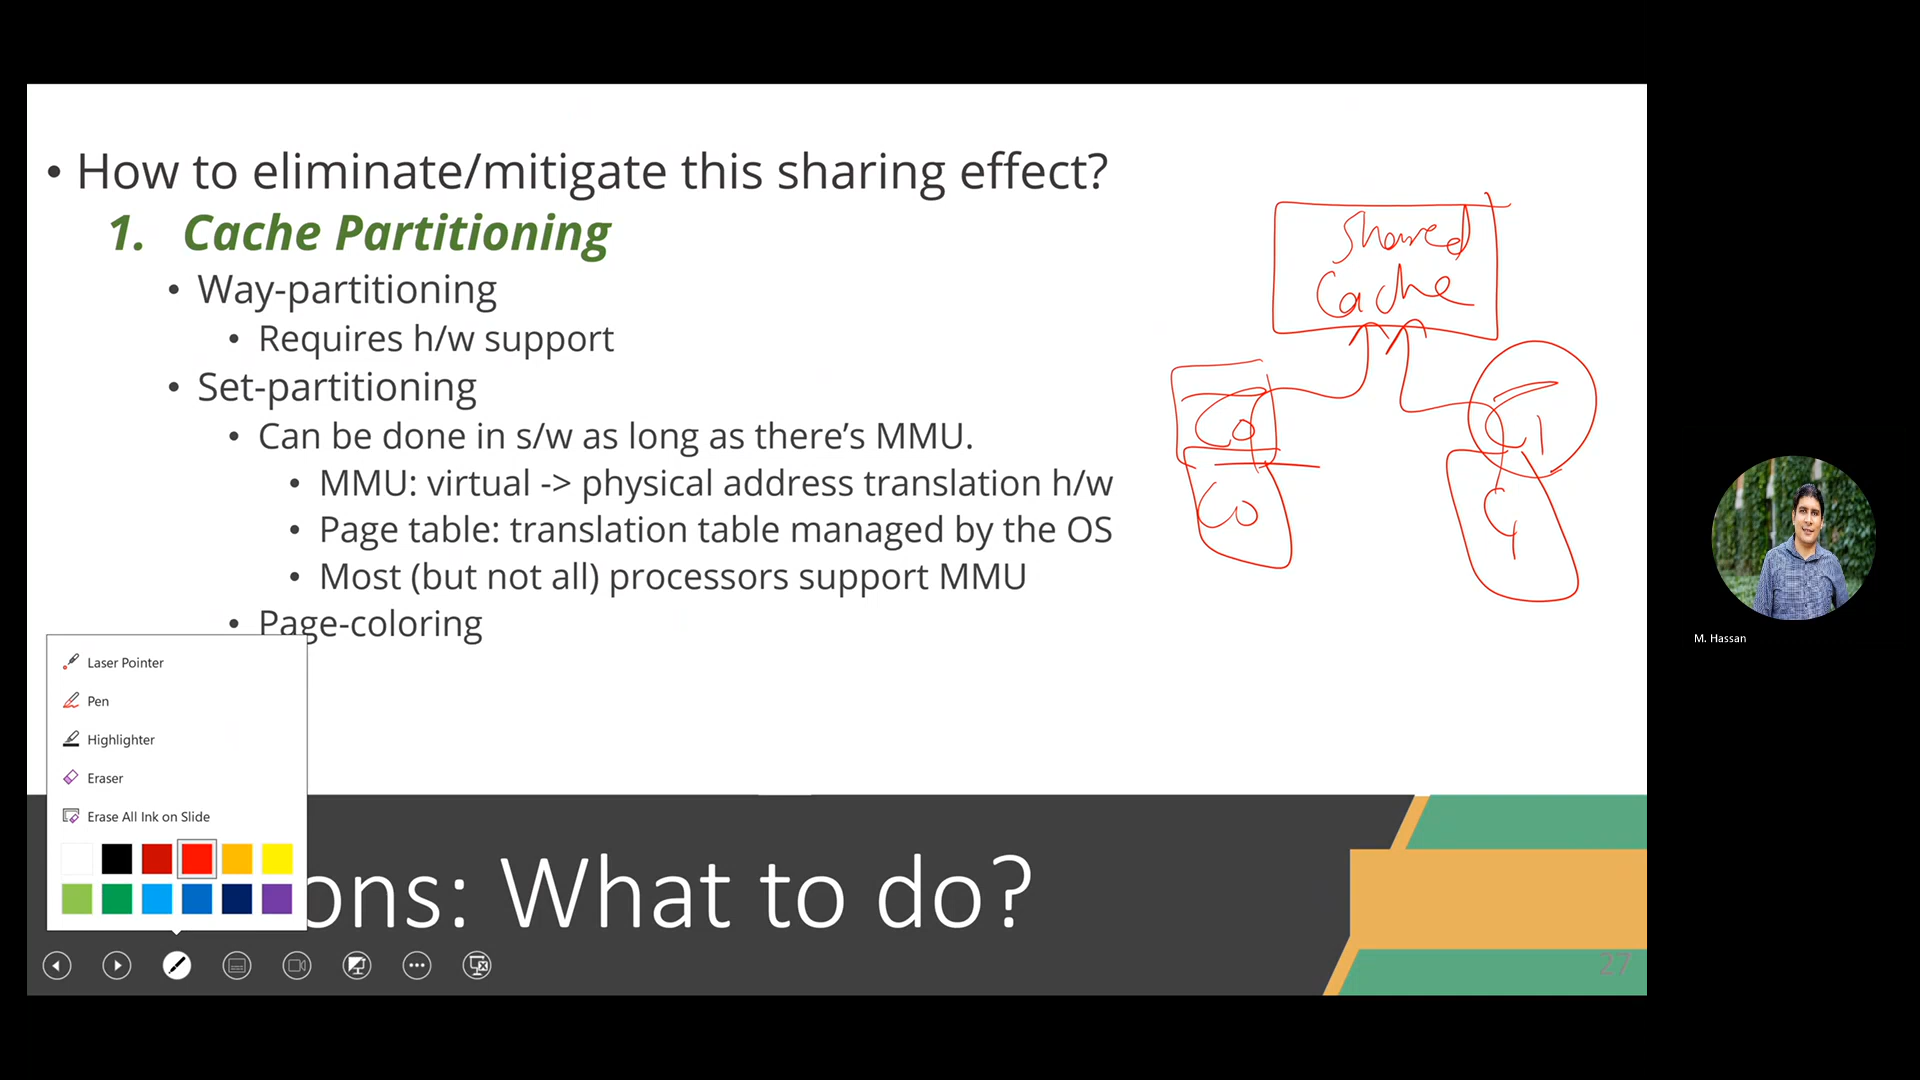 • How to eliminate/mitigate this sharing effect?
1. Cache Partitioning
• Way-partitioning
• Requires h/w support
• Set-partitioning
• Can be done in s/w as long as there’s MMU.
• MMU: virtual -> physical address translation h/w
• Page table: translation table managed by the OS
• Most (but not all) processors support MMU
• Page-coloring
Shared
Cache
C0
C1
C0
C1
M. Hassan
Laser Pointer
Pen
Highlighter
Eraser
Erase All Ink on Slide
ons: What to do?
27